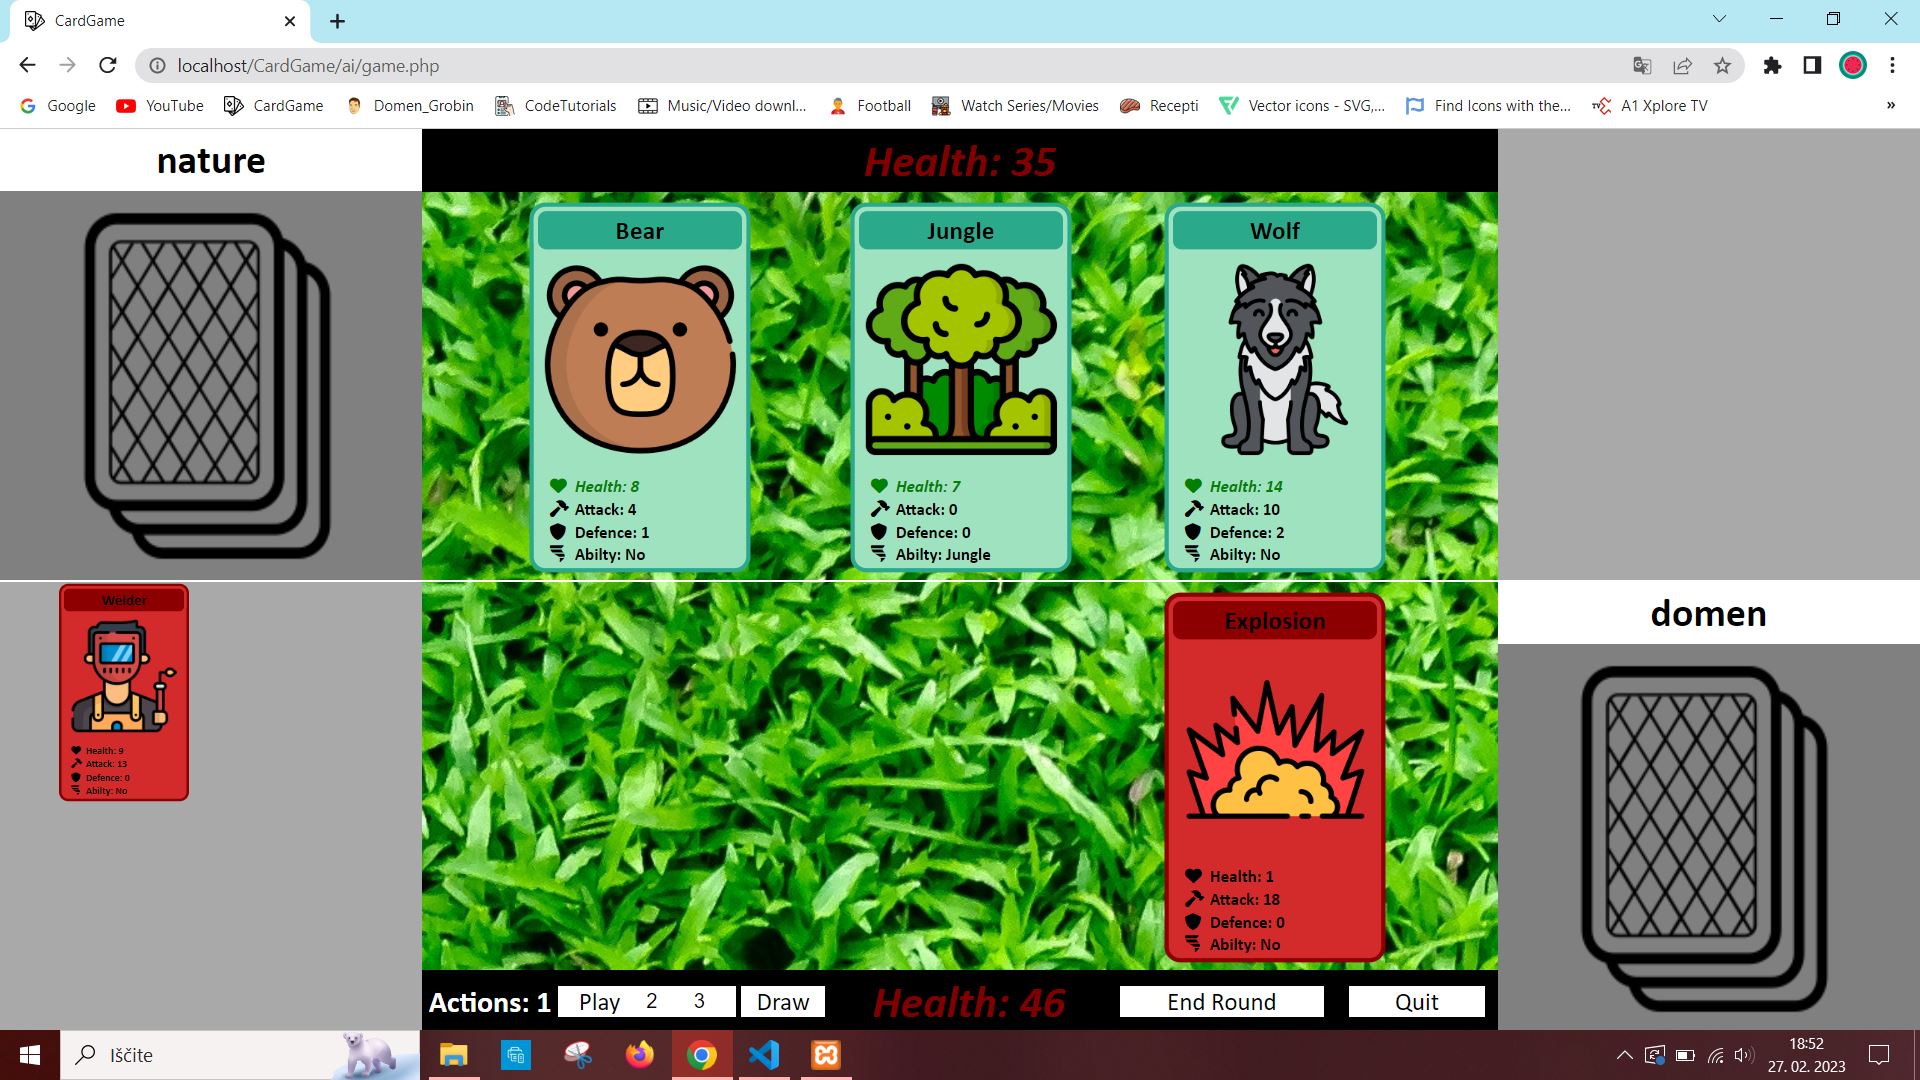 CardGame
localhost/CardGame/ai/game.php
Google YouTube CardGame Domen_Grobin CodeTutorials Music/Video downl... Football Watch Series/Movies Recepti Vector icons - SVG,... Find Icons with the... A1 Xplore TV »
nature
Health: 35
Bear
Health: 8
Attack: 4
Defence: 1
Abilty: No
Jungle
Health: 7
Attack: 0
Defence: 0
Abilty: Jungle
Wolf
Health: 14
Attack: 10
Defence: 2
Abilty: No
Welder
Health: 9
Attack: 13
Defence: 0
Abilty: No
Explosion
Health: 1
Attack: 18
Defence: 0
Abilty: No
domen
Actions: 1 Play 2 3 Draw Health: 46 End Round Quit
Iščite
18:52
27. 02. 2023